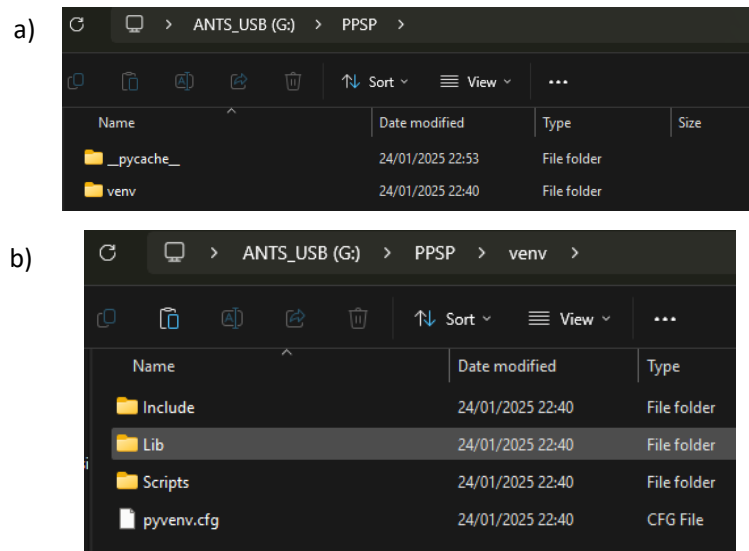 a)
ANTS_USB (G:) > PPSP >
Sort View ...
Name Date modified Type Size
__pycache__ 24/01/2025 22:53 File folder
venv 24/01/2025 22:40 File folder
b)
ANTS_USB (G:) > PPSP > venv >
Sort View ...
Name Date modified Type
Include 24/01/2025 22:40 File folder
Lib 24/01/2025 22:40 File folder
Scripts 24/01/2025 22:40 File folder
pyvenv.cfg 24/01/2025 22:40 CFG File